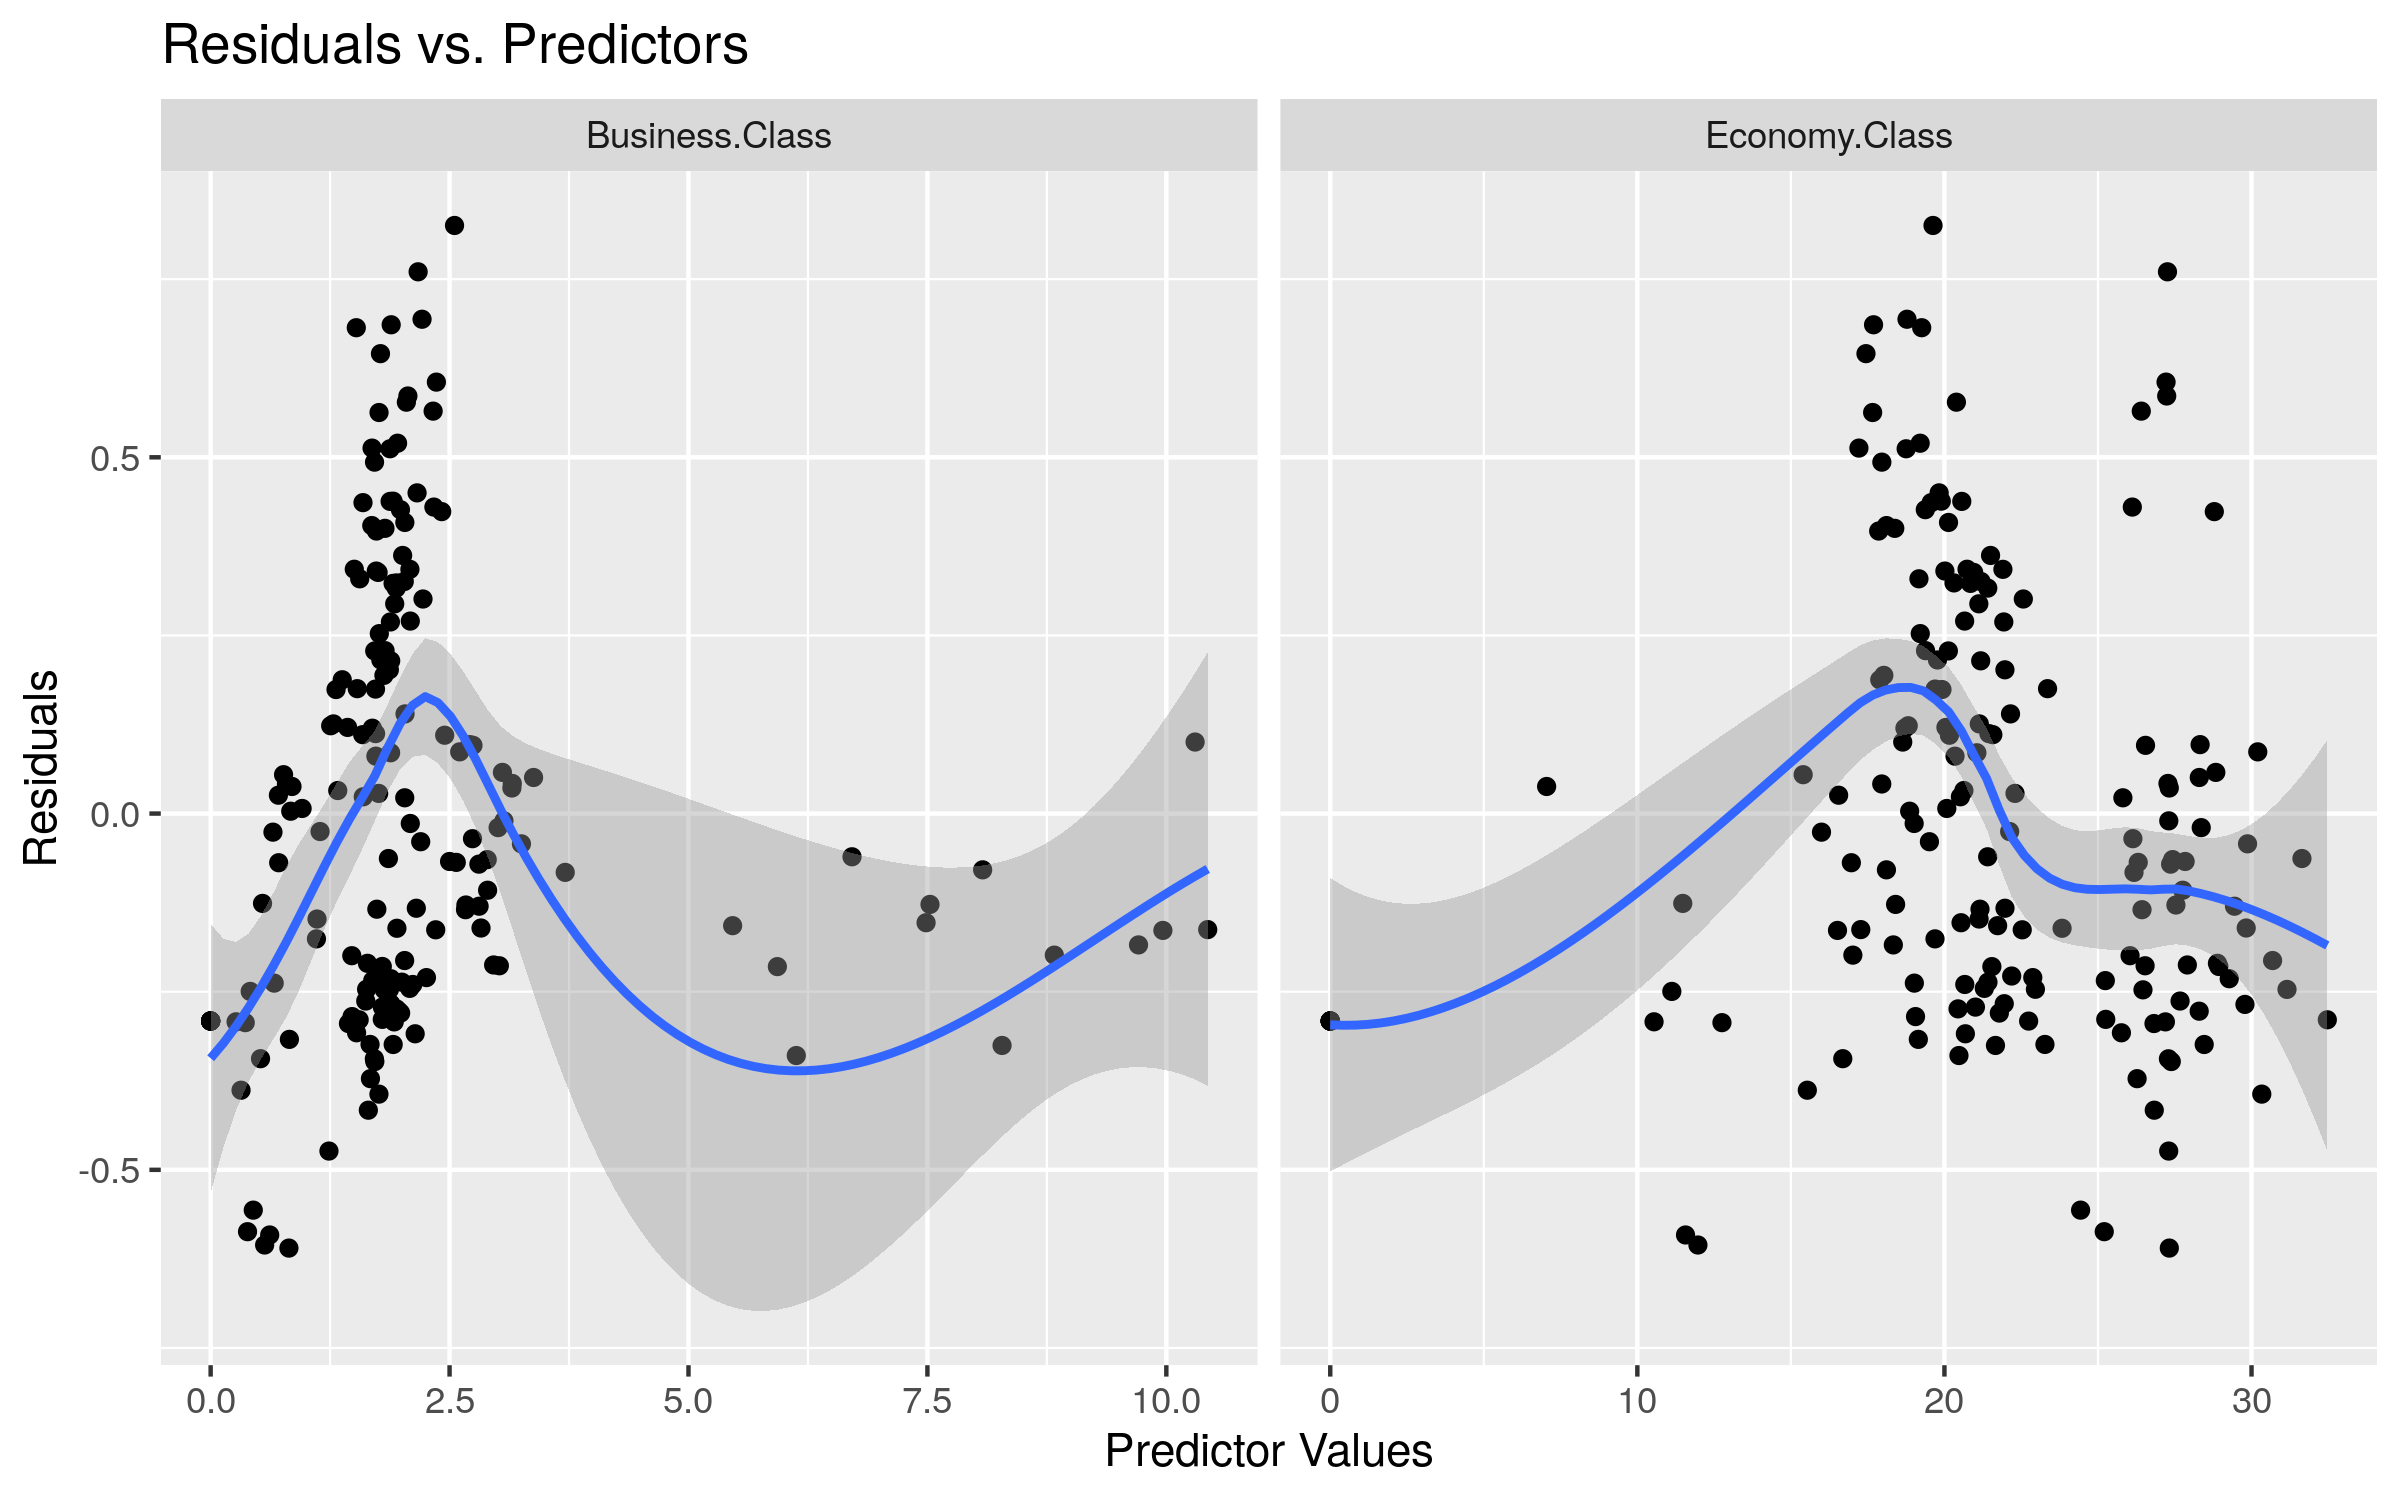 Residuals vs. Predictors
Business.Class
Economy.Class
Residuals
0.5
0.0
-0.5
0.0 2.5 5.0 7.5 10.0
0 10 20 30
Predictor Values